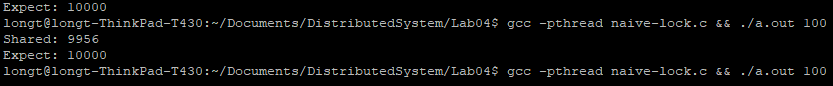 Expect: 10000
longt@longt-ThinkPad-T430:~/Documents/DistributedSystem/Lab04$ gcc -pthread naive-lock.c && ./a.out 100
Shared: 9956
Expect: 10000
longt@longt-ThinkPad-T430:~/Documents/DistributedSystem/Lab04$ gcc -pthread naive-lock.c && ./a.out 100